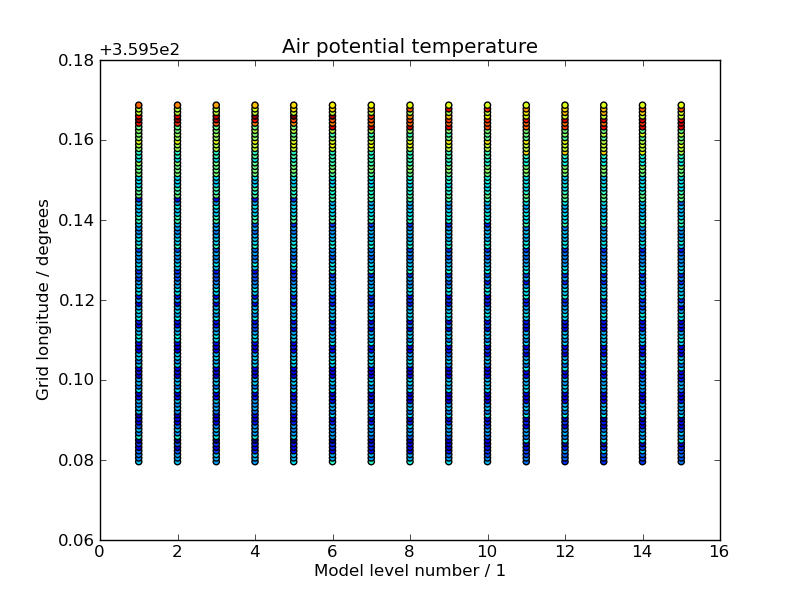 Air potential temperature
+3.595e2
0.18
0.16
0.14
0.12
0.10
0.08
0.06
Grid longitude / degrees
0 2 4 6 8 10 12 14 16
Model level number / 1